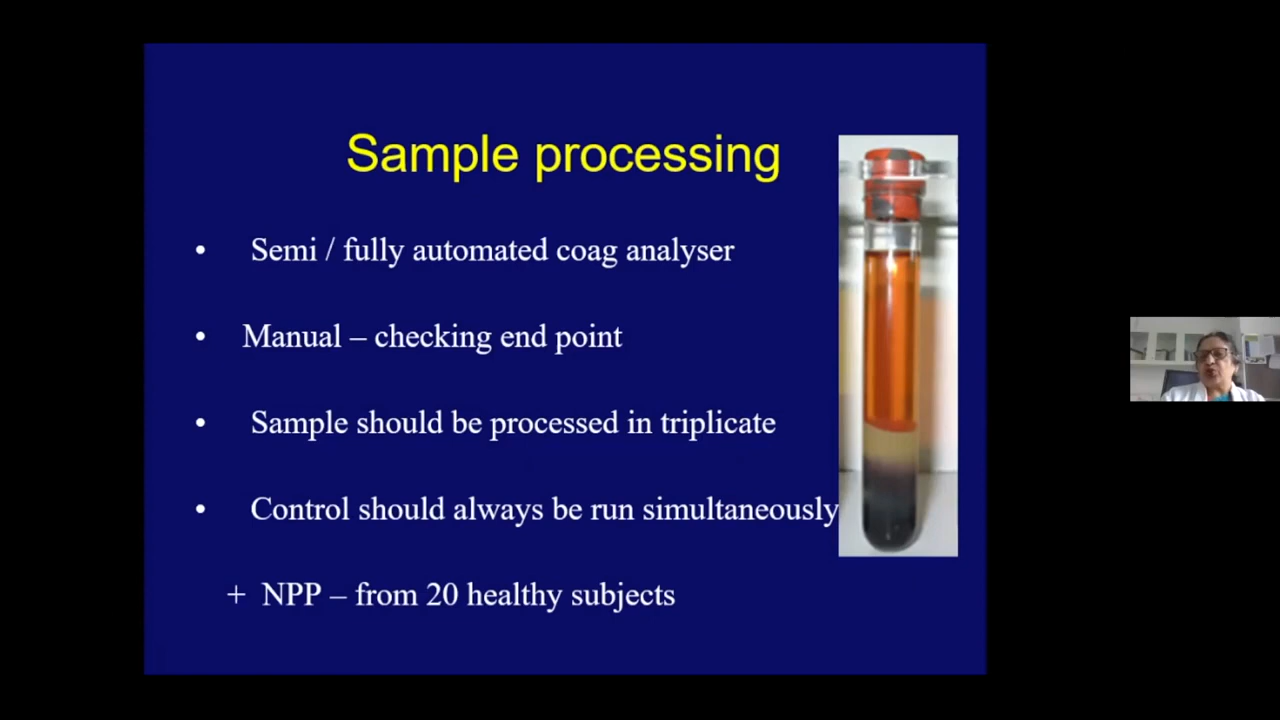 Sample processing
• Semi / fully automated coag analyser
• Manual – checking end point
• Sample should be processed in triplicate
• Control should always be run simultaneously
+ NPP – from 20 healthy subjects